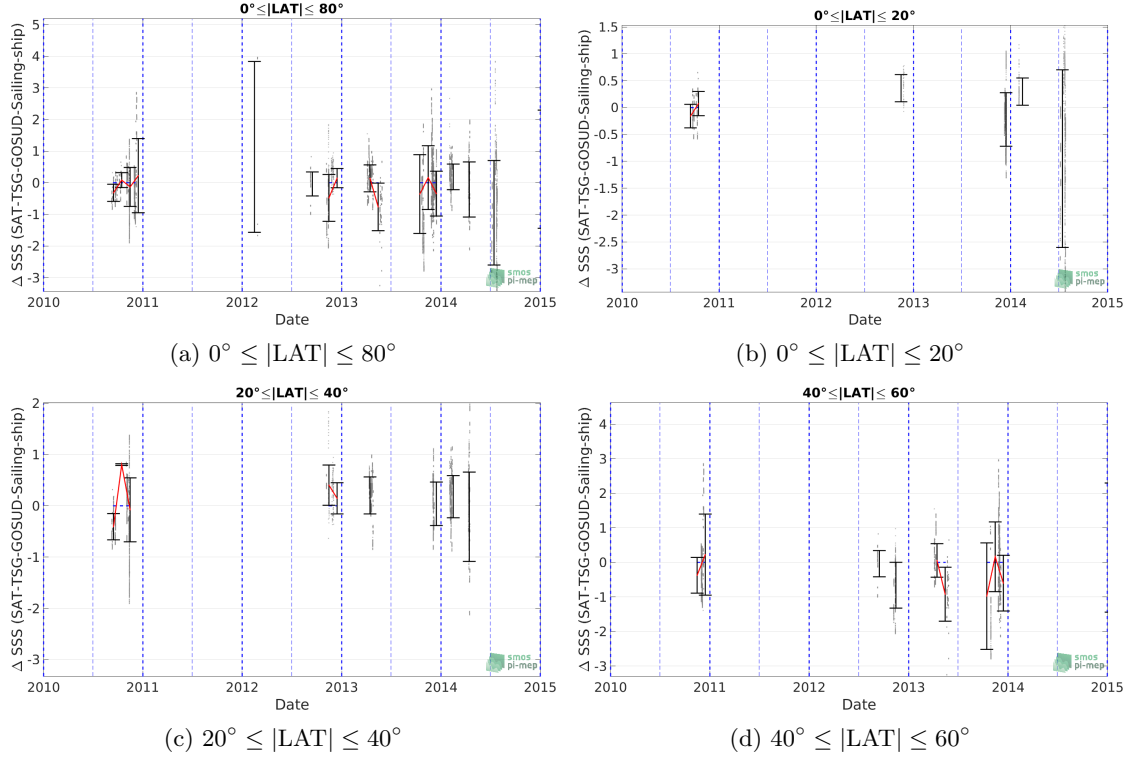 0°≤|LAT|≤ 80°
Δ SSS (SAT-TSG-GOSUD-Sailing-ship)
5
4
3
2
1
0
-1
-2
-3
2010 2011 2012 2013 2014 2015
Date
smos
pi-mep
(a) 0° ≤ |LAT| ≤ 80°
0°≤|LAT|≤ 20°
Δ SSS (SAT-TSG-GOSUD-Sailing-ship)
1.5
1
0.5
0
-0.5
-1
-1.5
-2
-2.5
-3
2010 2011 2012 2013 2014 2015
Date
smos
pi-mep
(b) 0° ≤ |LAT| ≤ 20°
20°≤|LAT|≤ 40°
Δ SSS (SAT-TSG-GOSUD-Sailing-ship)
2
1
0
-1
-2
-3
2010 2011 2012 2013 2014 2015
Date
smos
pi-mep
(c) 20° ≤ |LAT| ≤ 40°
40°≤|LAT|≤ 60°
Δ SSS (SAT-TSG-GOSUD-Sailing-ship)
4
3
2
1
0
-1
-2
-3
2010 2011 2012 2013 2014 2015
Date
smos
pi-mep
(d) 40° ≤ |LAT| ≤ 60°